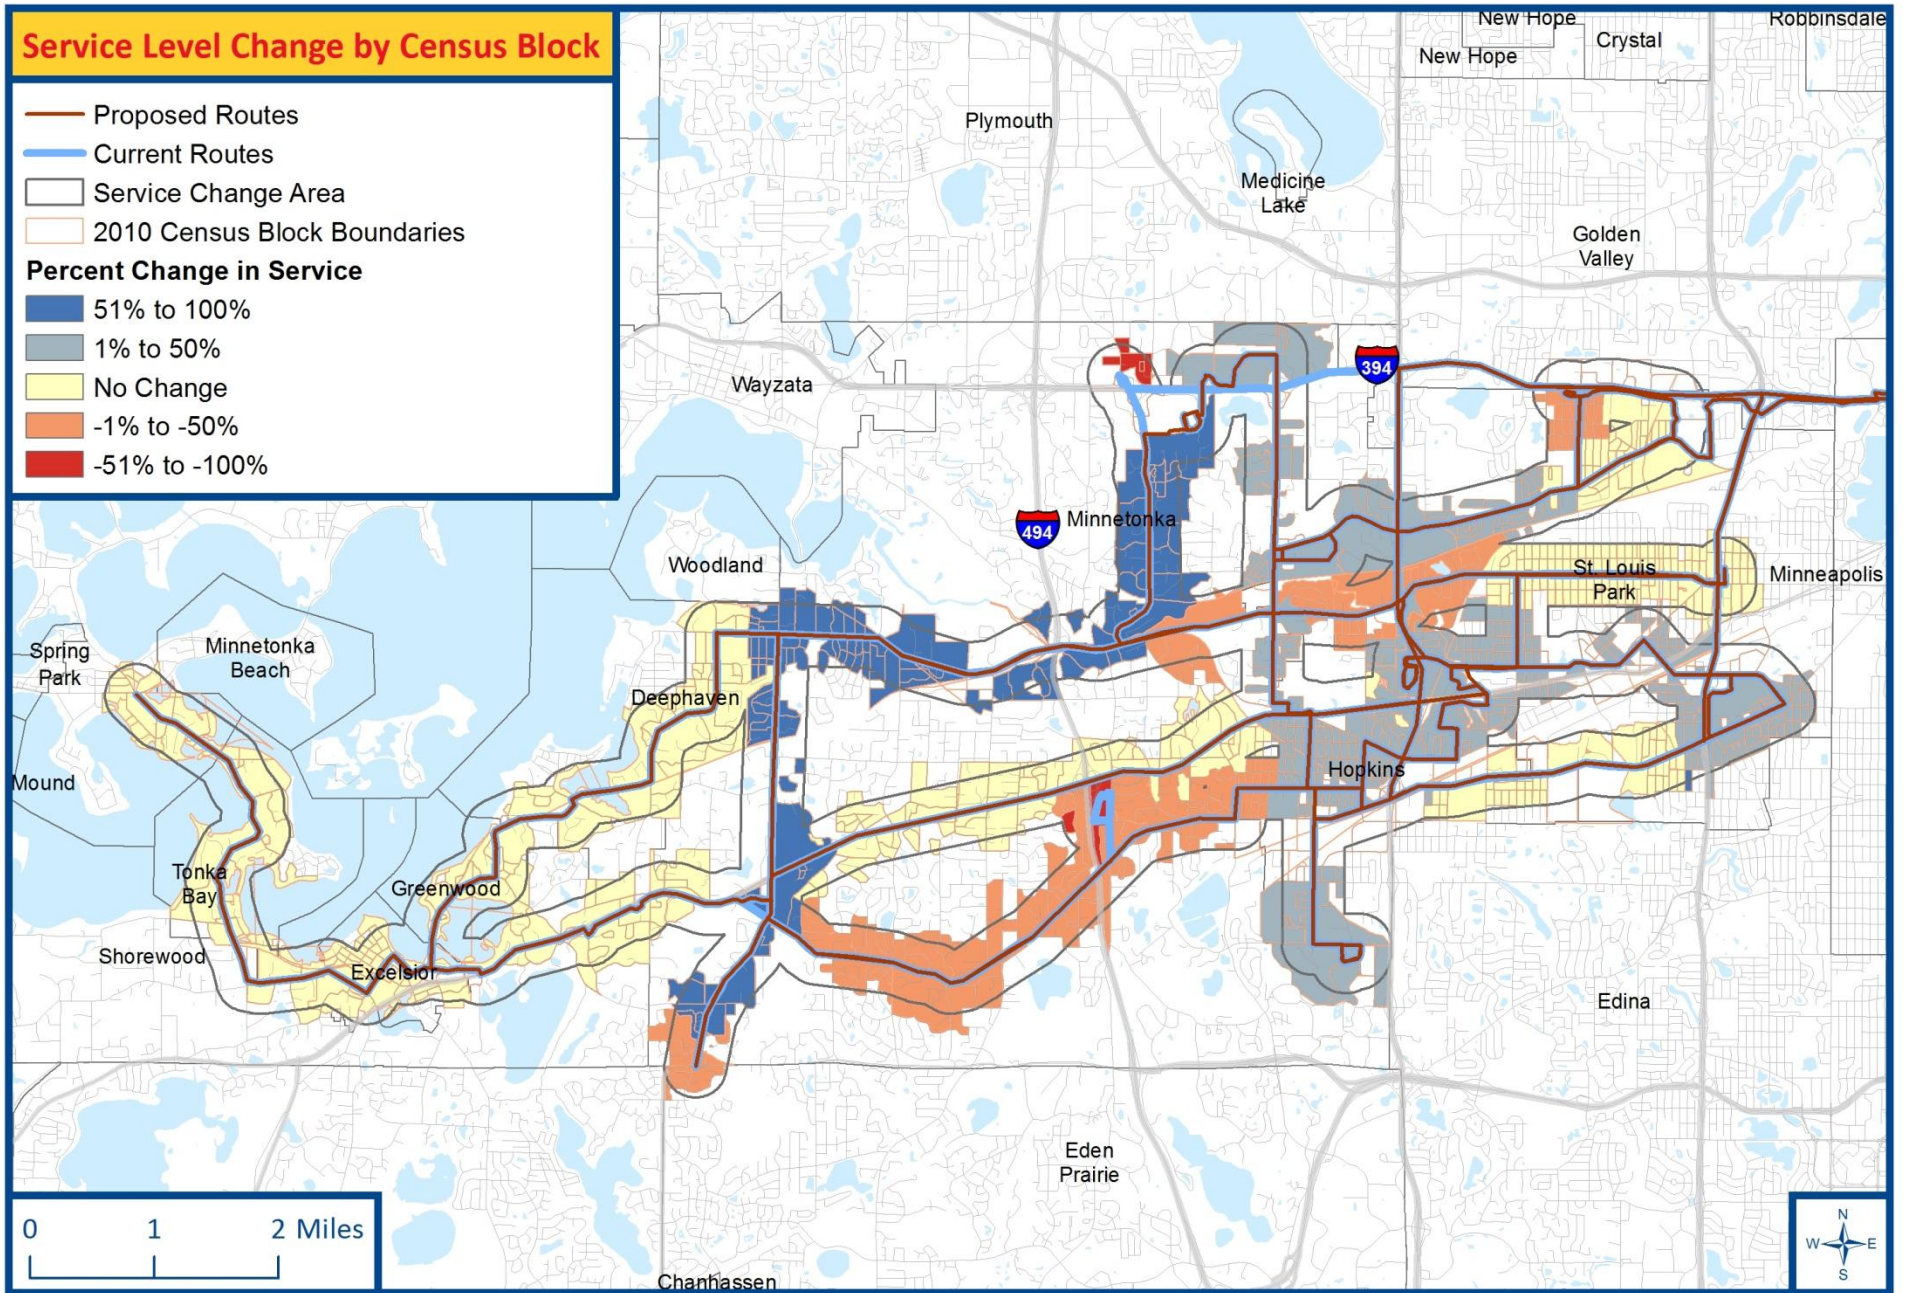 Service Level Change by Census Block
Proposed Routes
Current Routes
Service Change Area
2010 Census Block Boundaries
Percent Change in Service
51% to 100%
1% to 50%
No Change
-1% to -50%
-51% to -100%
New Hope
Robbinsdale
Crystal
New Hope
Plymouth
Medicine
Lake
Golden
Valley
394
Wayzata
494
Minnetonka
Woodland
St. Louis
Park
Minneapolis
Spring
Park
Minnetonka
Beach
Deephaven
Mound
Hopkins
Tonka
Bay
Greenwood
Shorewood
Excelsior
Edina
Eden
Prairie
Chanhassen
0 1 2 Miles
N
W E
S